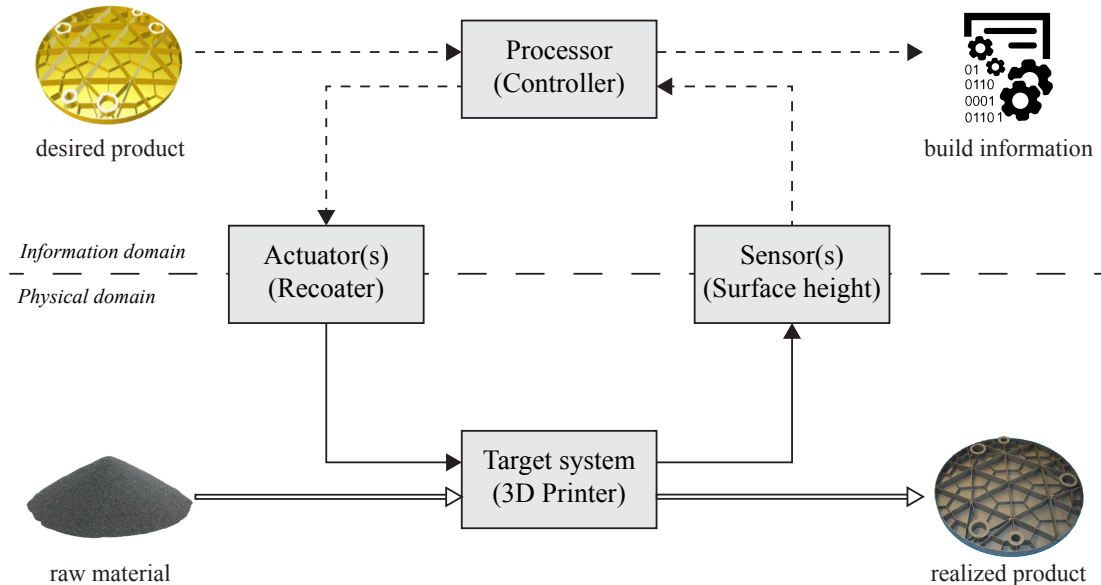 Processor
(Controller)
01
0110
0001
0110 1
desired product
build information
Information domain
Physical domain
Actuator(s)
(Recoater)
Sensor(s)
(Surface height)
Target system
(3D Printer)
raw material
realized product